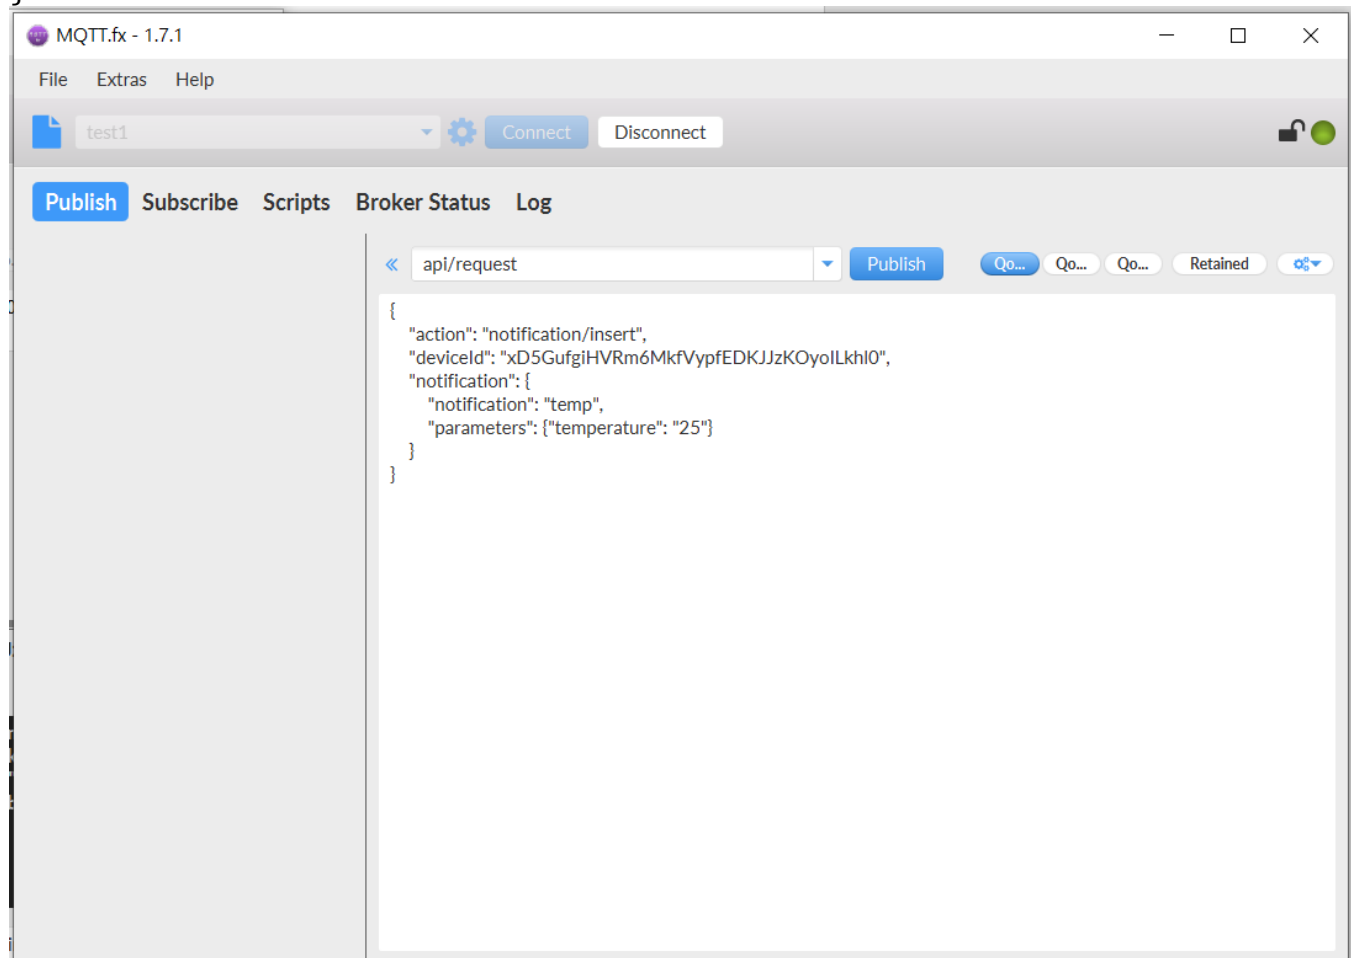 MQTT.fx - 1.7.1
File Extras Help
test1 Connect Disconnect
Publish Subscribe Scripts Broker Status Log
api/request Publish Qo... Qo... Qo... Retained
{
"action": "notification/insert",
"deviceId": "xD5GufgiHVRm6MkfVypfEDKJJzKOyoILkhI0",
"notification": {
"notification": "temp",
"parameters": {"temperature": "25"}
}
}